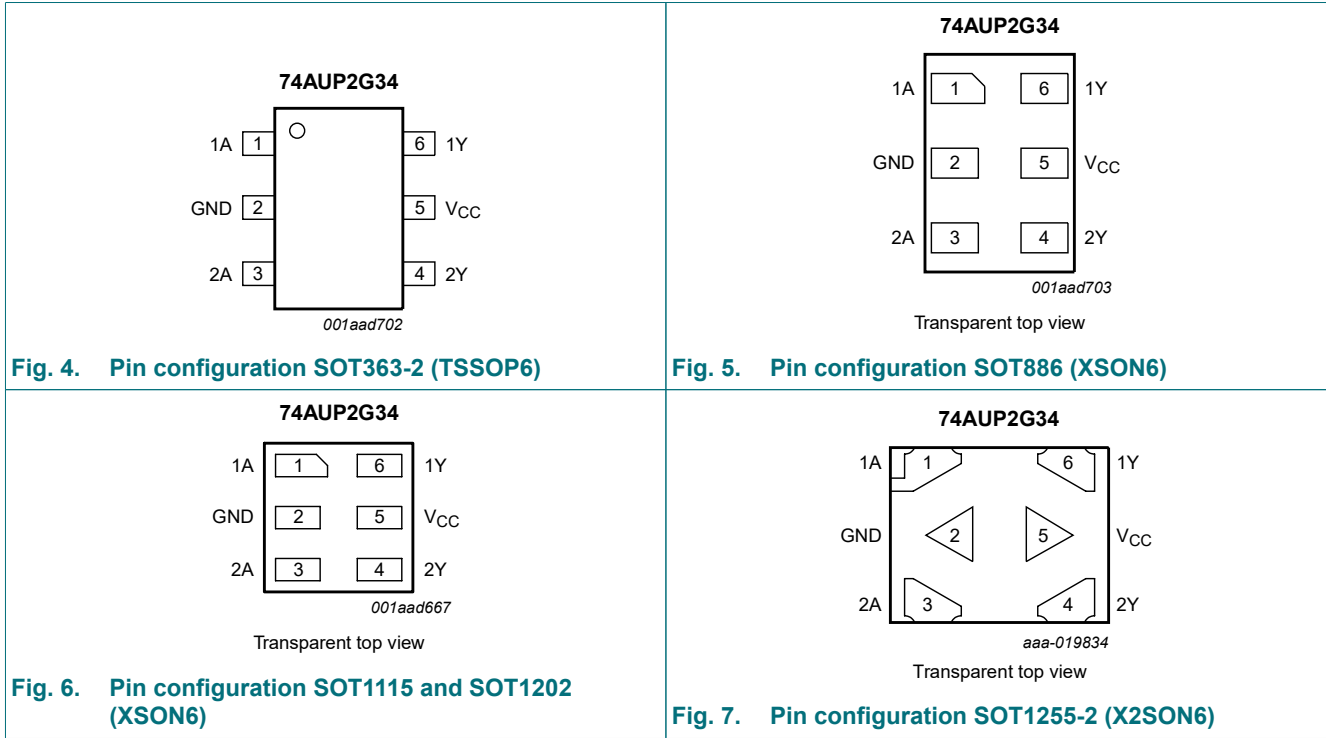 74AUP2G34
1A 1 6 1Y
GND 2 5 VCC
2A 3 4 2Y
001aad702
Fig. 4. Pin configuration SOT363-2 (TSSOP6)
74AUP2G34
1A 1 6 1Y
GND 2 5 VCC
2A 3 4 2Y
001aad703
Transparent top view
Fig. 5. Pin configuration SOT886 (XSON6)
74AUP2G34
1A 1 6 1Y
GND 2 5 VCC
2A 3 4 2Y
001aad667
Transparent top view
Fig. 6. Pin configuration SOT1115 and SOT1202
(XSON6)
74AUP2G34
1A 1 6 1Y
GND 2 5 VCC
2A 3 4 2Y
aaa-019834
Transparent top view
Fig. 7. Pin configuration SOT1255-2 (X2SON6)